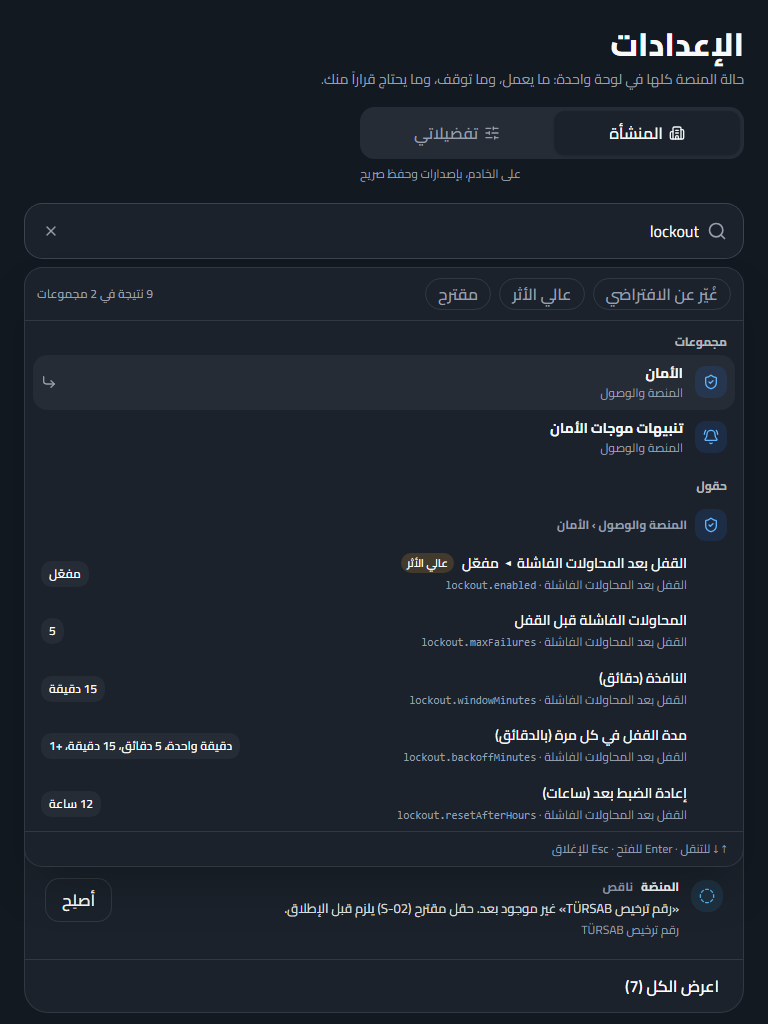 الإعدادات
حالة المنصة كلها في لوحة واحدة: ما يعمل، وما توقف، وما يحتاج قراراً منك.
المنشأة
تفضيلاتي
على الخادم، بإصدارات وحفظ صريح
lockout
غُيّر عن الافتراضي
عالي الأثر
مقترح
9 نتيجة في 2 مجموعات
مجموعات
الأمان
المنصة والوصول
تنبيهات موجات الأمان
المنصة والوصول
حقول
المنصة والوصول › الأمان
القفل بعد المحاولات الفاشلة ◂ مفعّل عالي الأثر
مفعّل
القفل بعد المحاولات الفاشلة · lockout.enabled
المحاولات الفاشلة قبل القفل
5
القفل بعد المحاولات الفاشلة · lockout.maxFailures
النافذة (دقائق)
15 دقيقة
القفل بعد المحاولات الفاشلة · lockout.windowMinutes
مدة القفل في كل مرة (بالدقائق)
دقيقة واحدة، 5 دقائق، 15 دقيقة، +1
القفل بعد المحاولات الفاشلة · lockout.backoffMinutes
إعادة الضبط بعد (ساعات)
12 ساعة
القفل بعد المحاولات الفاشلة · lockout.resetAfterHours
↑↓ للتنقل · Enter للفتح · Esc للإغلاق
المنصّة ناقص
«رقم ترخيص TÜRSAB» غير موجود بعد. حقل مقترح (S-02) يلزم قبل الإطلاق.
رقم ترخيص TÜRSAB
أصلِح
اعرض الكل (7)